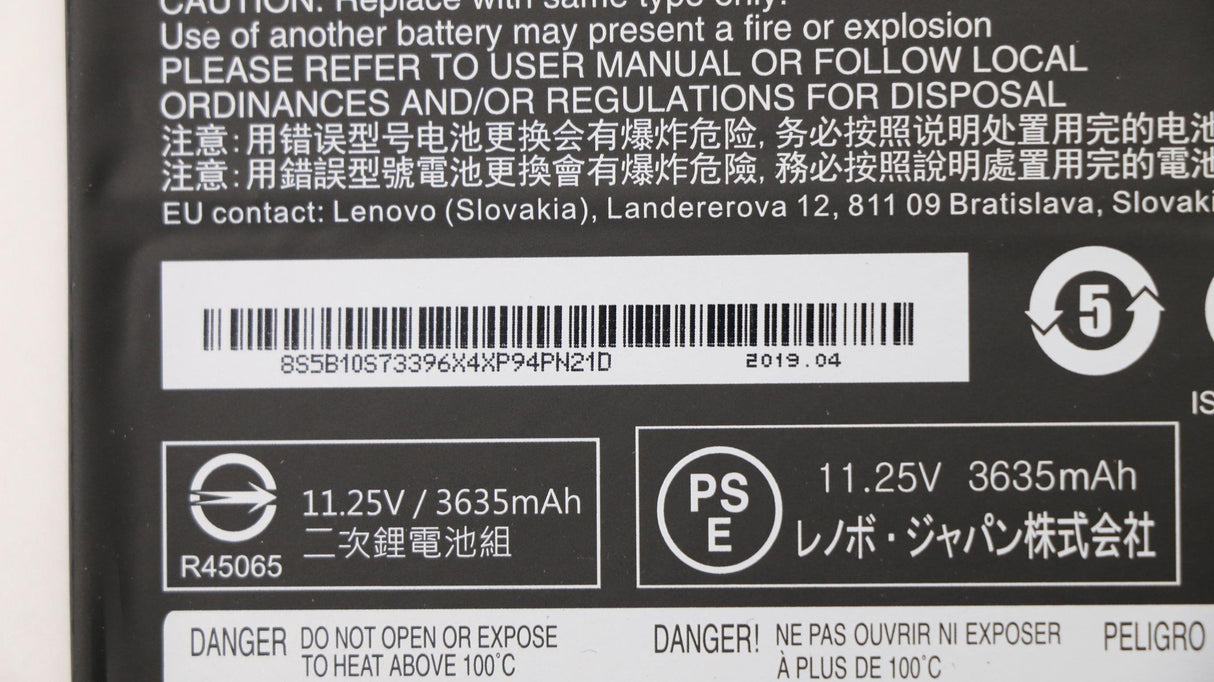 CAUTION: Replace with same type only!
Use of another battery may present a fire or explosion
PLEASE REFER TO USER MANUAL OR FOLLOW LOCAL
ORDINANCES AND/OR REGULATIONS FOR DISPOSAL
注意:用错误型号电池更换会有爆炸危险,务必按照说明处置用完的电池
注意:用錯誤型號電池更換會有爆炸危險,務必按照說明處置用完的電池
EU contact: Lenovo (Slovakia), Landererova 12, 811 09 Bratislava, Slovaki
8S5B10S73396X4XP94PN21D 2019.04
5
IS
11.25V / 3635mAh
二次鋰電池組
R45065
PS
E
11.25V 3635mAh
レノボ・ジャパン株式会社
DANGER DO NOT OPEN OR EXPOSE
TO HEAT ABOVE 100°C
DANGER! NE PAS OUVRIR NI EXPOSER
À PLUS DE 100°C
PELIGRO